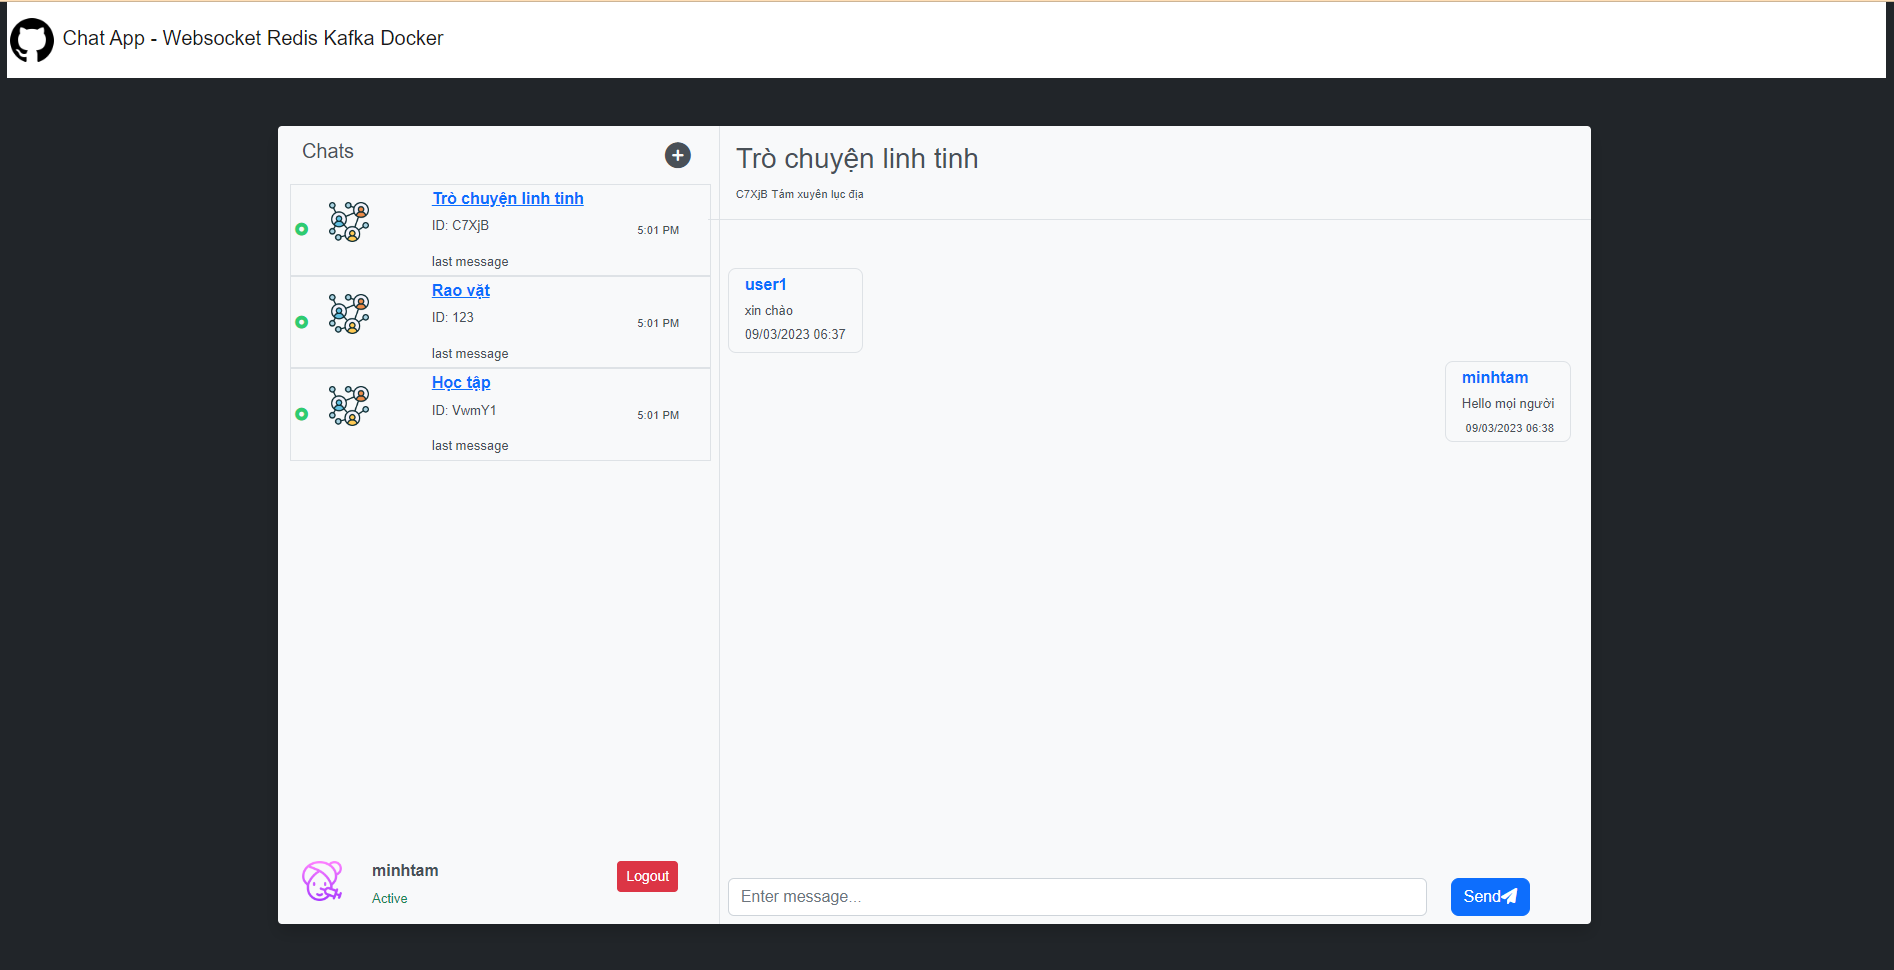 Chat App - Websocket Redis Kafka Docker
Chats
Trò chuyện linh tinh
ID: C7XjB
5:01 PM
last message
Rao vặt
ID: 123
5:01 PM
last message
Học tập
ID: VwmY1
5:01 PM
last message
minhtam
Active
Logout
Trò chuyện linh tinh
C7XjB Tám xuyên lục địa
user1
xin chào
09/03/2023 06:37
minhtam
Hello mọi người
09/03/2023 06:38
Enter message...
Send